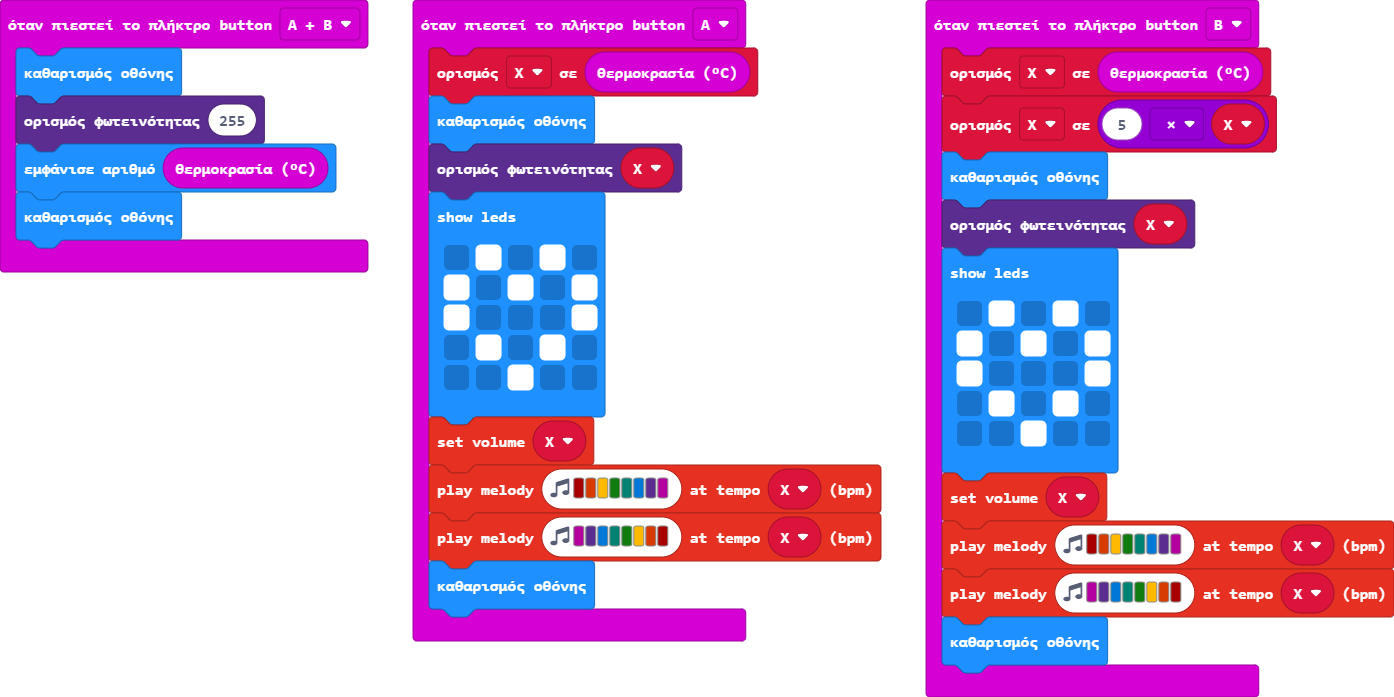 όταν πιεστεί το πλήκτρο button A + B
καθαρισμός οθόνης
ορισμός φωτεινότητας 255
εμφάνισε αριθμό θερμοκρασία (ºC)
καθαρισμός οθόνης
όταν πιεστεί το πλήκτρο button A
ορισμός X σε θερμοκρασία (ºC)
καθαρισμός οθόνης
ορισμός φωτεινότητας X
show leds
set volume X
play melody at tempo X (bpm)
play melody at tempo X (bpm)
καθαρισμός οθόνης
όταν πιεστεί το πλήκτρο button B
ορισμός X σε θερμοκρασία (ºC)
ορισμός X σε 5 × X
καθαρισμός οθόνης
ορισμός φωτεινότητας X
show leds
set volume X
play melody at tempo X (bpm)
play melody at tempo X (bpm)
καθαρισμός οθόνης